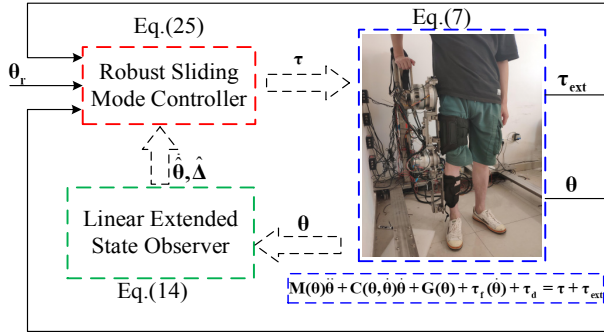 Eq.(25)
Eq.(7)
θr
Robust Sliding
Mode Controller
τ
τext
θ
θ̂̇,Δ̂
θ
Linear Extended
State Observer
Eq.(14)
M(θ)θ̈+C(θ,θ̇)θ̇+G(θ)+τf(θ̇)+τd=τ+τext